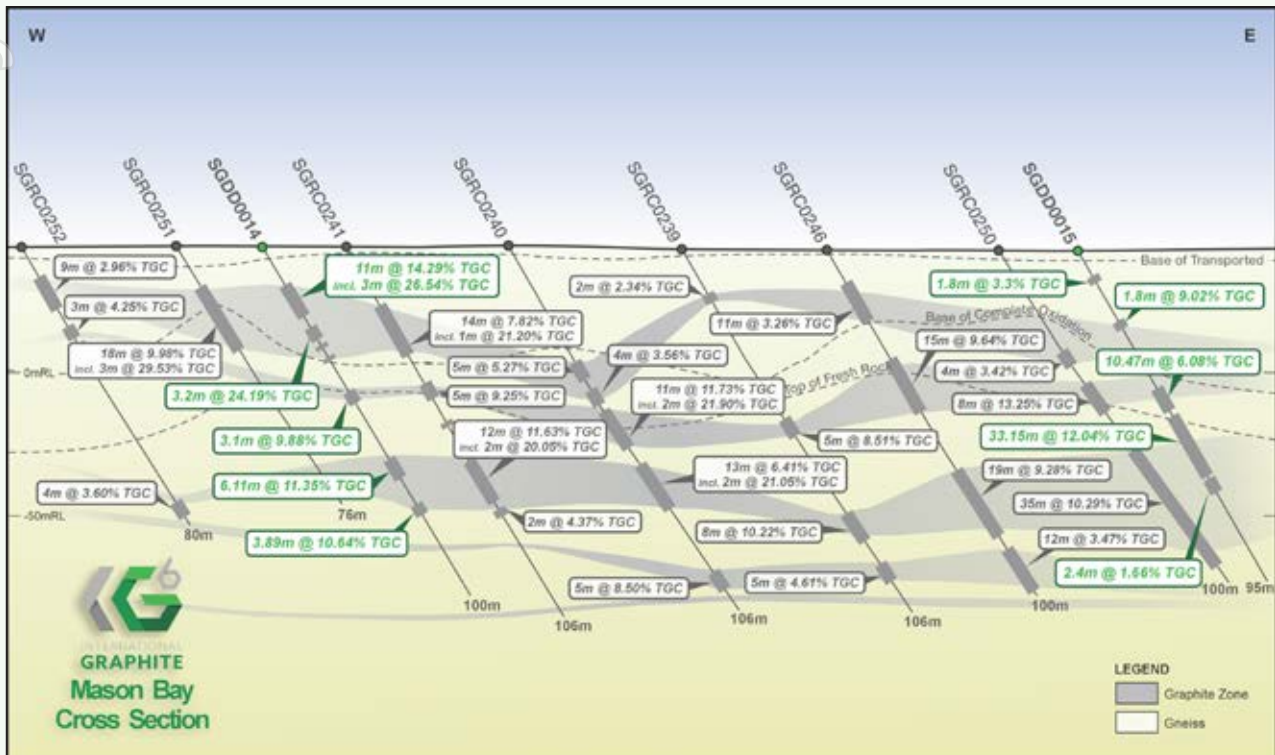 W
E
SGRC0252
SGRC0251
SGDD0014
SGRC0241
SGRC0240
SGRC0239
SGRC0246
SGRC0250
SGDD0015
Base of Transported
9m @ 2.96% TGC
11m @ 14.29% TGC
incl. 3m @ 26.54% TGC
2m @ 2.34% TGC
1.8m @ 3.3% TGC
1.8m @ 9.02% TGC
3m @ 4.25% TGC
14m @ 7.82% TGC
incl. 1m @ 21.20% TGC
11m @ 3.26% TGC
Base of Complete Oxidation
15m @ 9.64% TGC
18m @ 9.98% TGC
incl. 3m @ 29.53% TGC
4m @ 3.56% TGC
5m @ 5.27% TGC
4m @ 3.42% TGC
10.47m @ 6.08% TGC
0mRL
Top of Fresh Rock
3.2m @ 24.19% TGC
5m @ 9.25% TGC
11m @ 11.73% TGC
incl. 2m @ 21.90% TGC
8m @ 13.25% TGC
3.1m @ 9.88% TGC
12m @ 11.63% TGC
incl. 2m @ 20.05% TGC
5m @ 8.51% TGC
33.15m @ 12.04% TGC
6.11m @ 11.35% TGC
13m @ 6.41% TGC
incl. 2m @ 21.05% TGC
19m @ 9.28% TGC
4m @ 3.60% TGC
35m @ 10.29% TGC
-50mRL
76m
2m @ 4.37% TGC
80m
8m @ 10.22% TGC
3.89m @ 10.64% TGC
12m @ 3.47% TGC
2.4m @ 1.66% TGC
5m @ 8.50% TGC
5m @ 4.61% TGC
100m
95m
100m
100m
106m
106m
106m
G6
INTERNATIONAL
GRAPHITE
Mason Bay
Cross Section
LEGEND
Graphite Zone
Gneiss